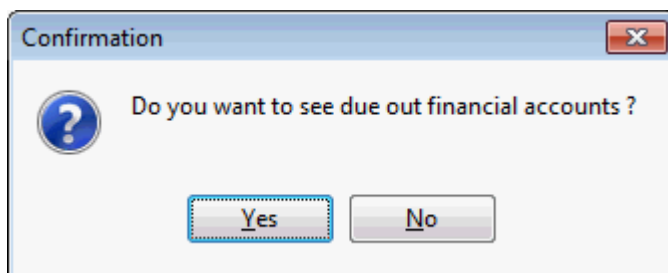 Confirmation
Do you want to see due out financial accounts ?
Yes
No